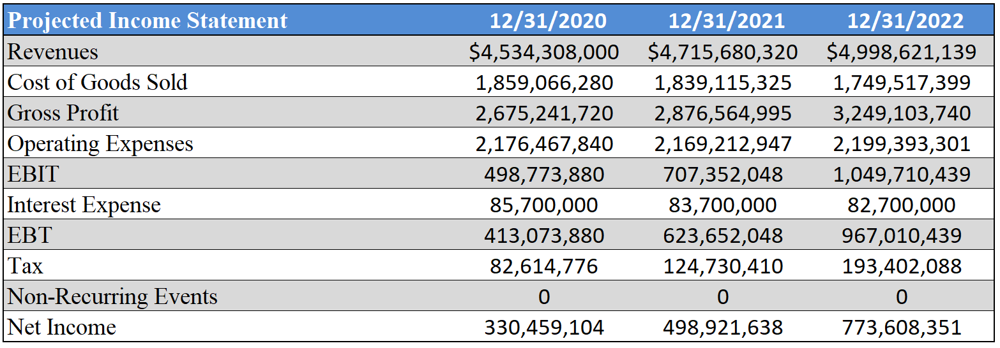 Projected Income Statement 12/31/2020 12/31/2021 12/31/2022
Revenues $4,534,308,000 $4,715,680,320 $4,998,621,139
Cost of Goods Sold 1,859,066,280 1,839,115,325 1,749,517,399
Gross Profit 2,675,241,720 2,876,564,995 3,249,103,740
Operating Expenses 2,176,467,840 2,169,212,947 2,199,393,301
EBIT 498,773,880 707,352,048 1,049,710,439
Interest Expense 85,700,000 83,700,000 82,700,000
EBT 413,073,880 623,652,048 967,010,439
Tax 82,614,776 124,730,410 193,402,088
Non-Recurring Events 0 0 0
Net Income 330,459,104 498,921,638 773,608,351